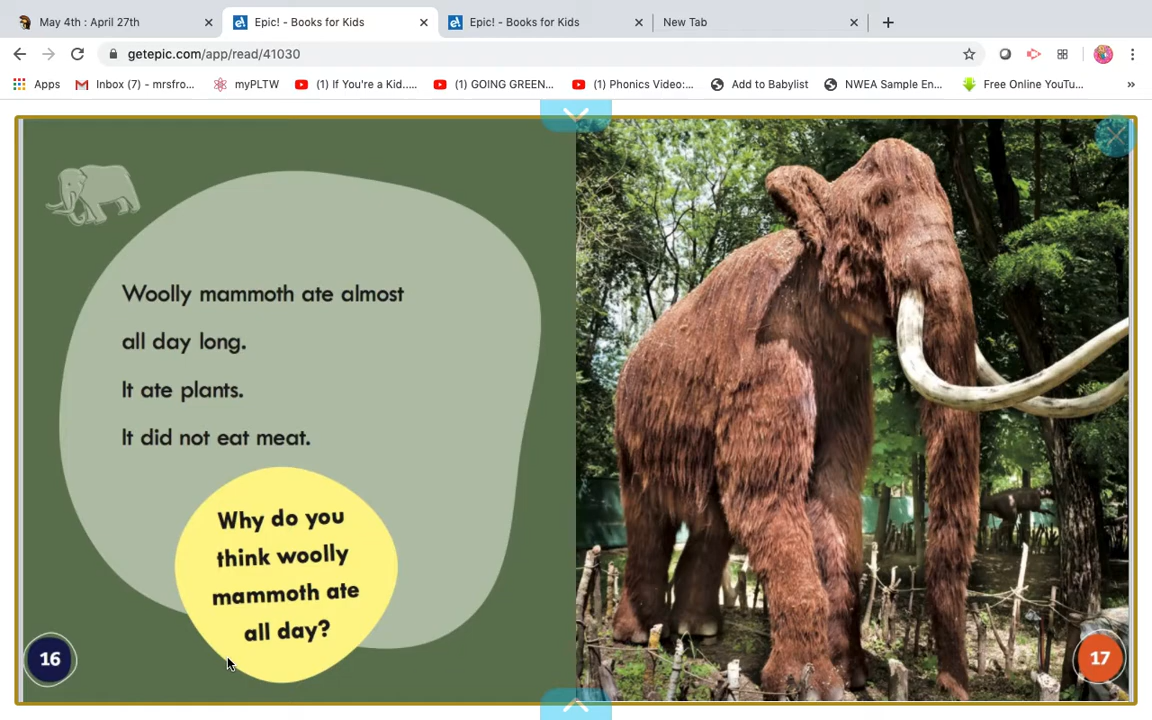 May 4th : April 27th
Epic! - Books for Kids
Epic! - Books for Kids
New Tab
getepic.com/app/read/41030
Apps
Inbox (7) - mrsfro...
myPLTW
(1) If You're a Kid....
(1) GOING GREEN...
(1) Phonics Video:...
Add to Babylist
NWEA Sample En...
Free Online YouTu...
Woolly mammoth ate almost
all day long.
It ate plants.
It did not eat meat.
Why do you
think woolly
mammoth ate
all day?
16
17